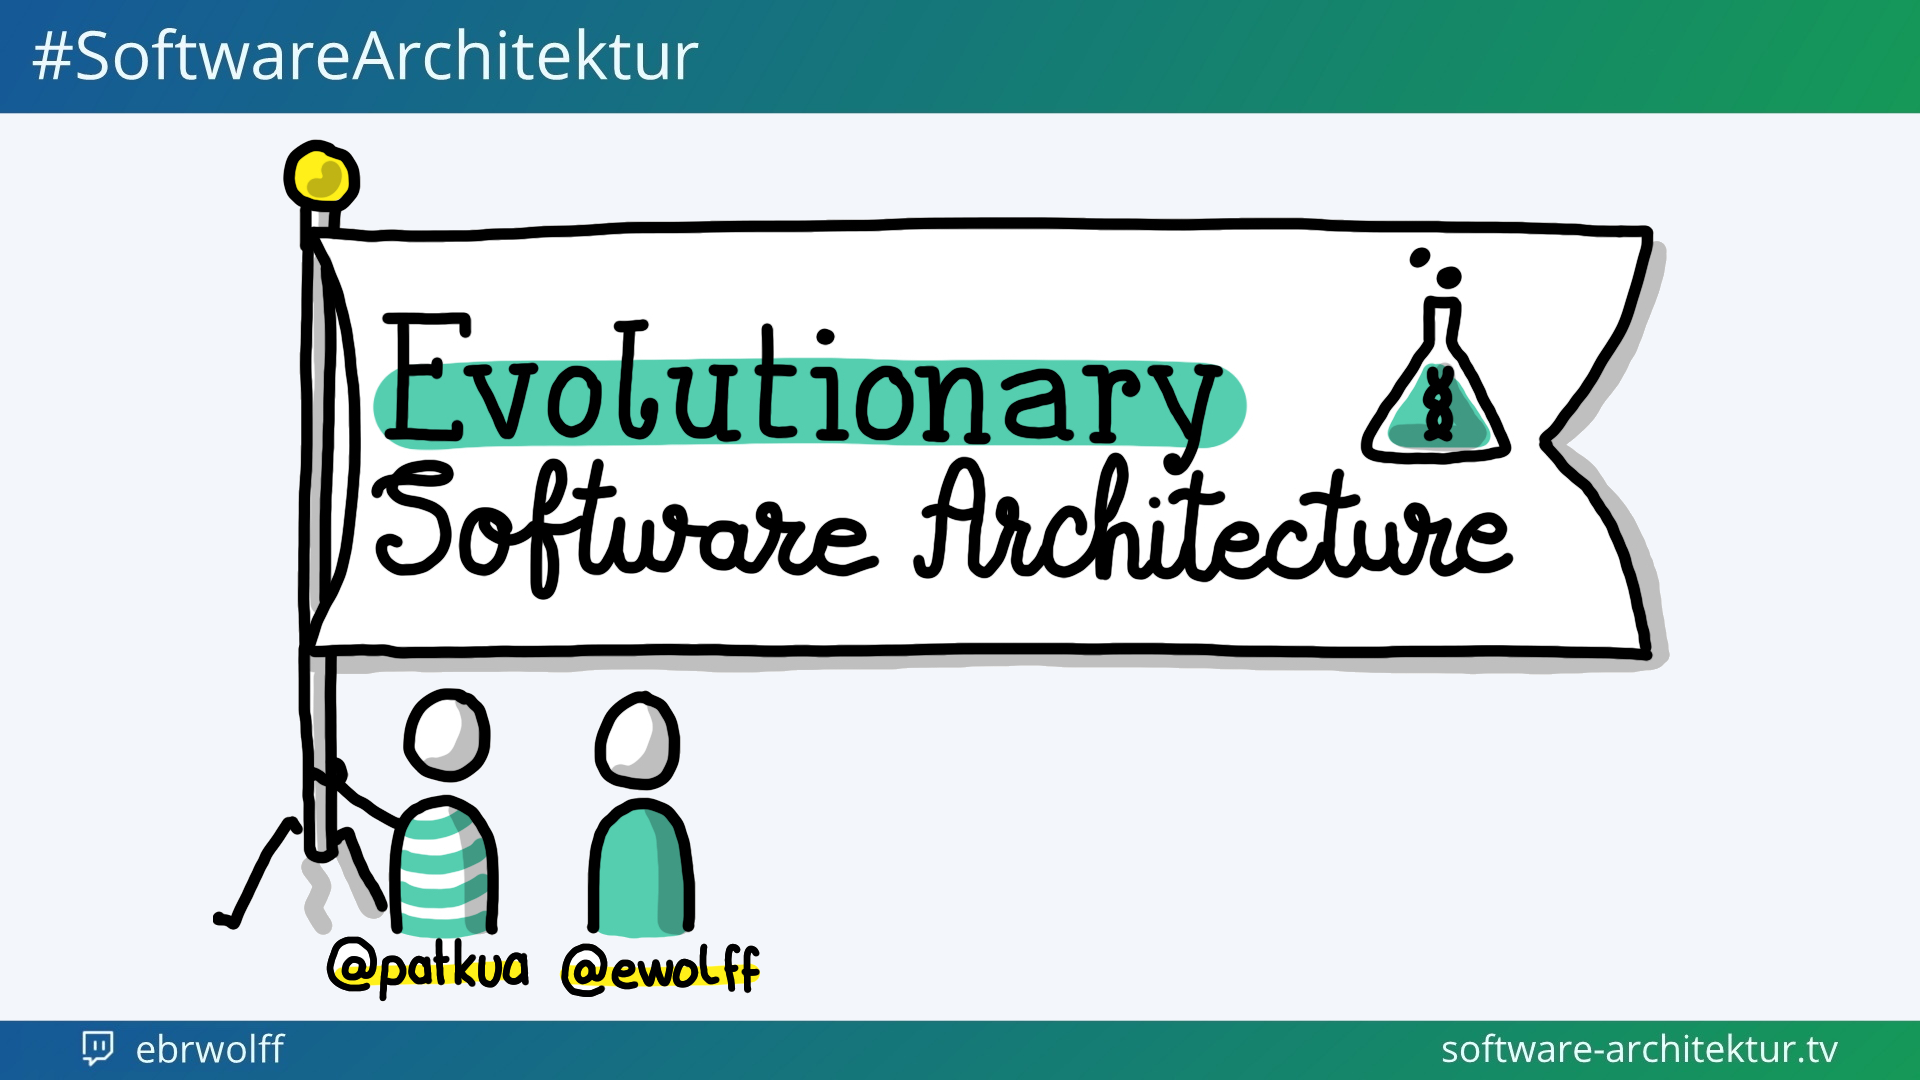 #SoftwareArchitektur
Evolutionary
Software Architecture
@patkua @ewolff
ebrwolff
software-architektur.tv